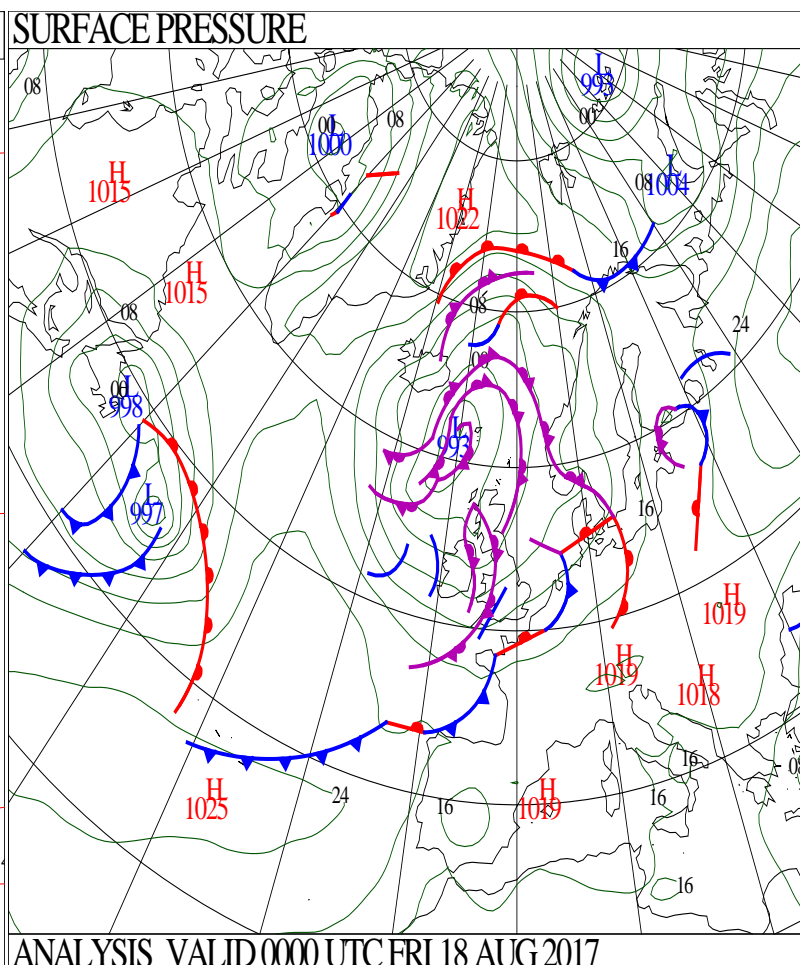 SURFACE PRESSURE
L
993
08
00
08
00
L
1000
L
1004
08
H
1015
H
1022
16
H
1015
08
08
24
00
00
L
998
L
993
L
997
16
H
1019
H
1019
H
1018
16
08
H
1025
24
16
H
1019
16
16
ANALYSIS VALID 0000 UTC FRI 18 AUG 2017